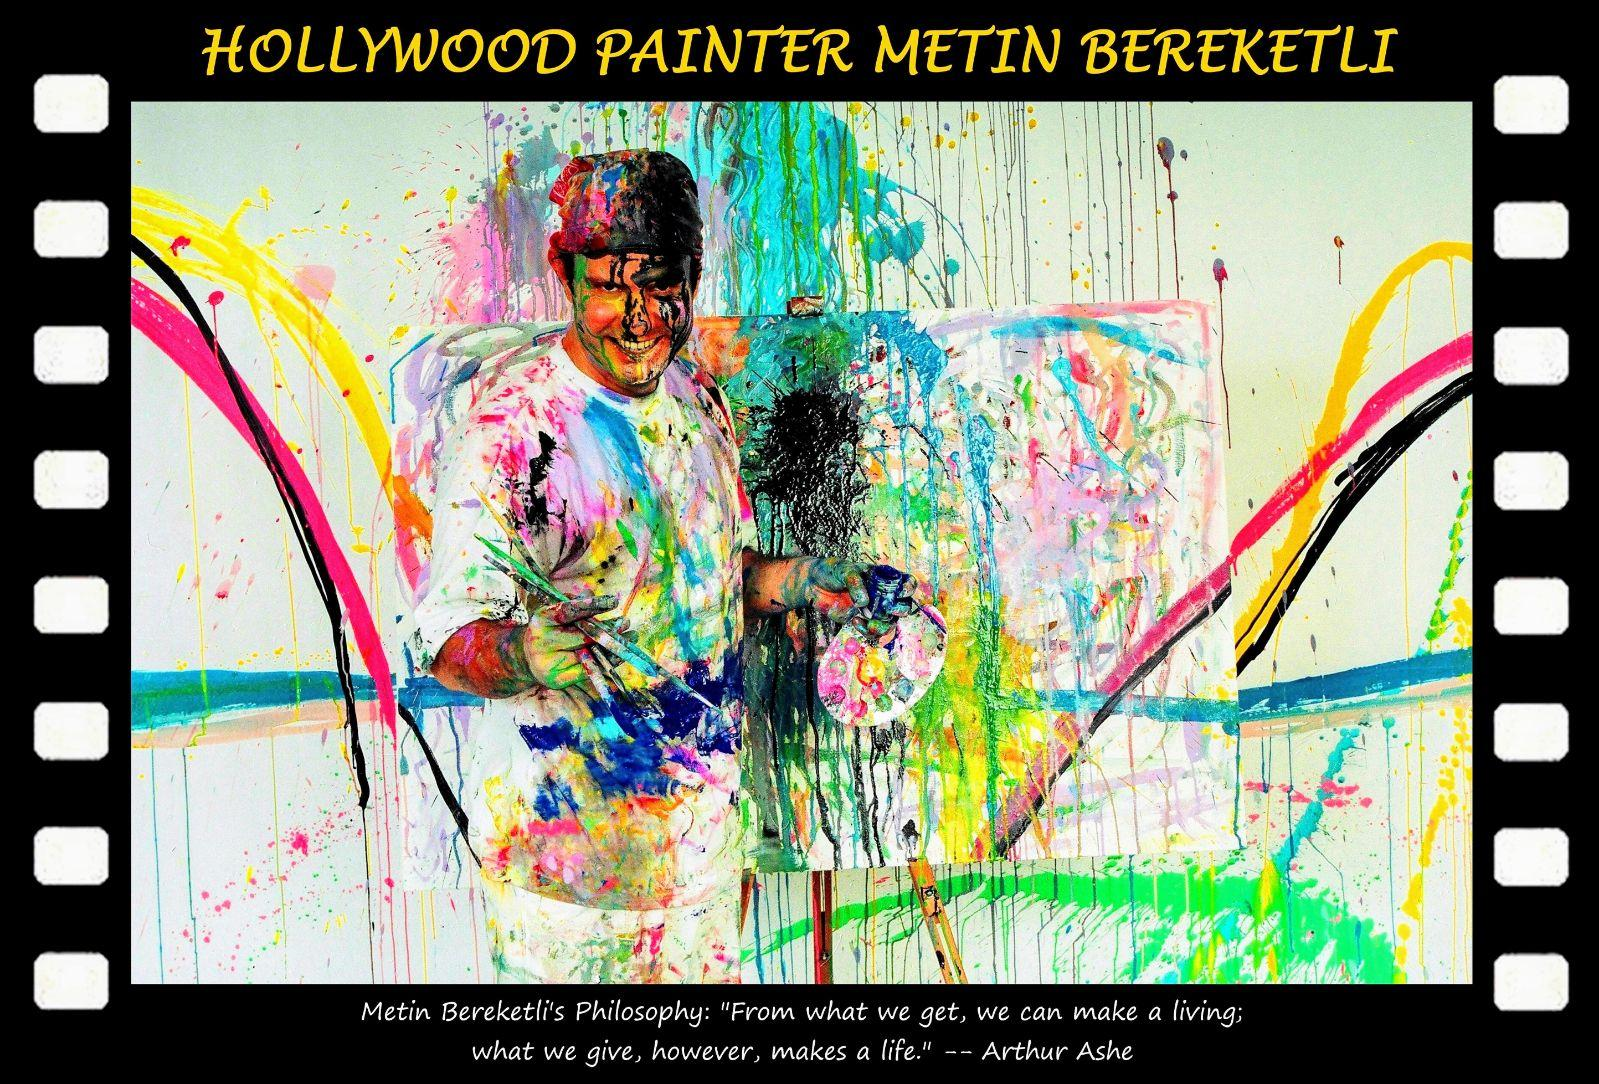 HOLLYWOOD PAINTER METIN BEREKETLI
Metin Bereketli's Philosophy: "From what we get, we can make a living;
what we give, however, makes a life." -- Arthur Ashe